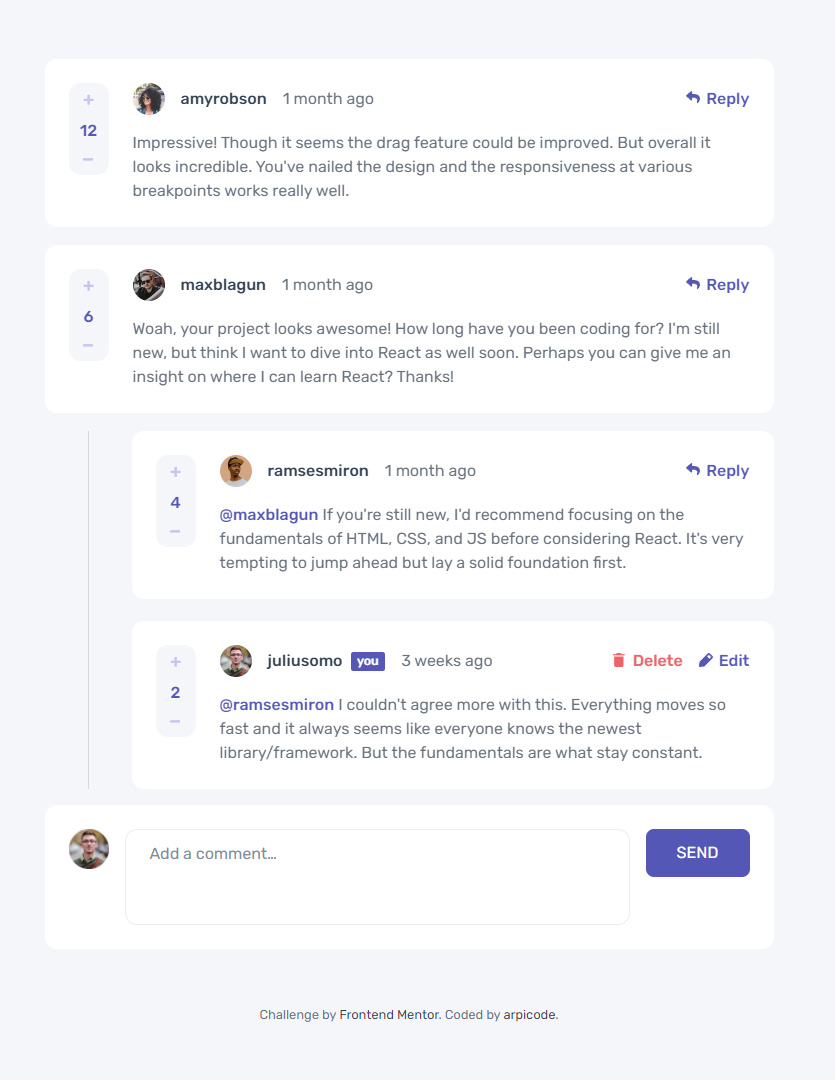 +
12
−
amyrobson 1 month ago Reply
Impressive! Though it seems the drag feature could be improved. But overall it
looks incredible. You've nailed the design and the responsiveness at various
breakpoints works really well.
+
6
−
maxblagun 1 month ago Reply
Woah, your project looks awesome! How long have you been coding for? I'm still
new, but think I want to dive into React as well soon. Perhaps you can give me an
insight on where I can learn React? Thanks!
+
4
−
ramsesmiron 1 month ago Reply
@maxblagun If you're still new, I'd recommend focusing on the
fundamentals of HTML, CSS, and JS before considering React. It's very
tempting to jump ahead but lay a solid foundation first.
+
2
−
juliusomo you 3 weeks ago Delete Edit
@ramsesmiron I couldn't agree more with this. Everything moves so
fast and it always seems like everyone knows the newest
library/framework. But the fundamentals are what stay constant.
Add a comment…
SEND
Challenge by Frontend Mentor. Coded by arpicode.